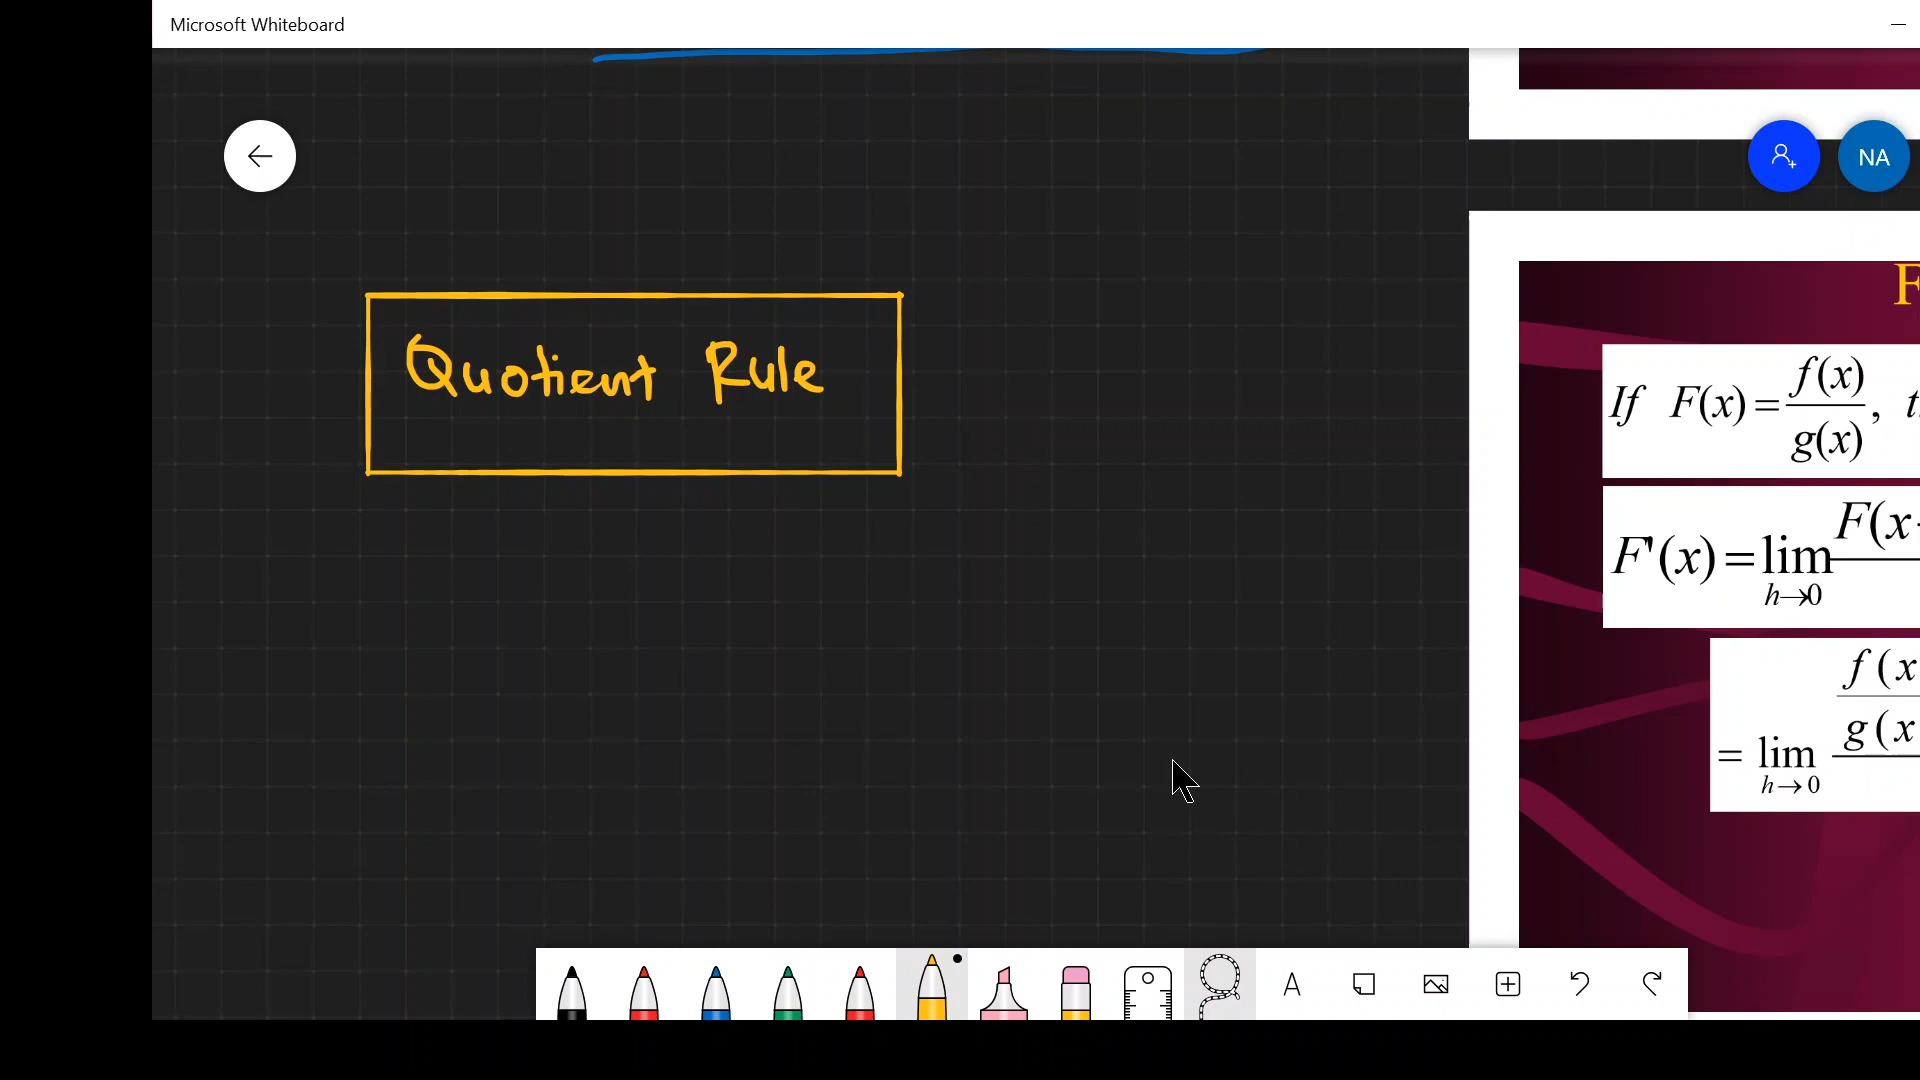 Microsoft Whiteboard
NA
Quotient Rule
F
If F(x) = f(x) / g(x) ,
F'(x) = lim h→0 F(x
= lim h→0 f(x g(x